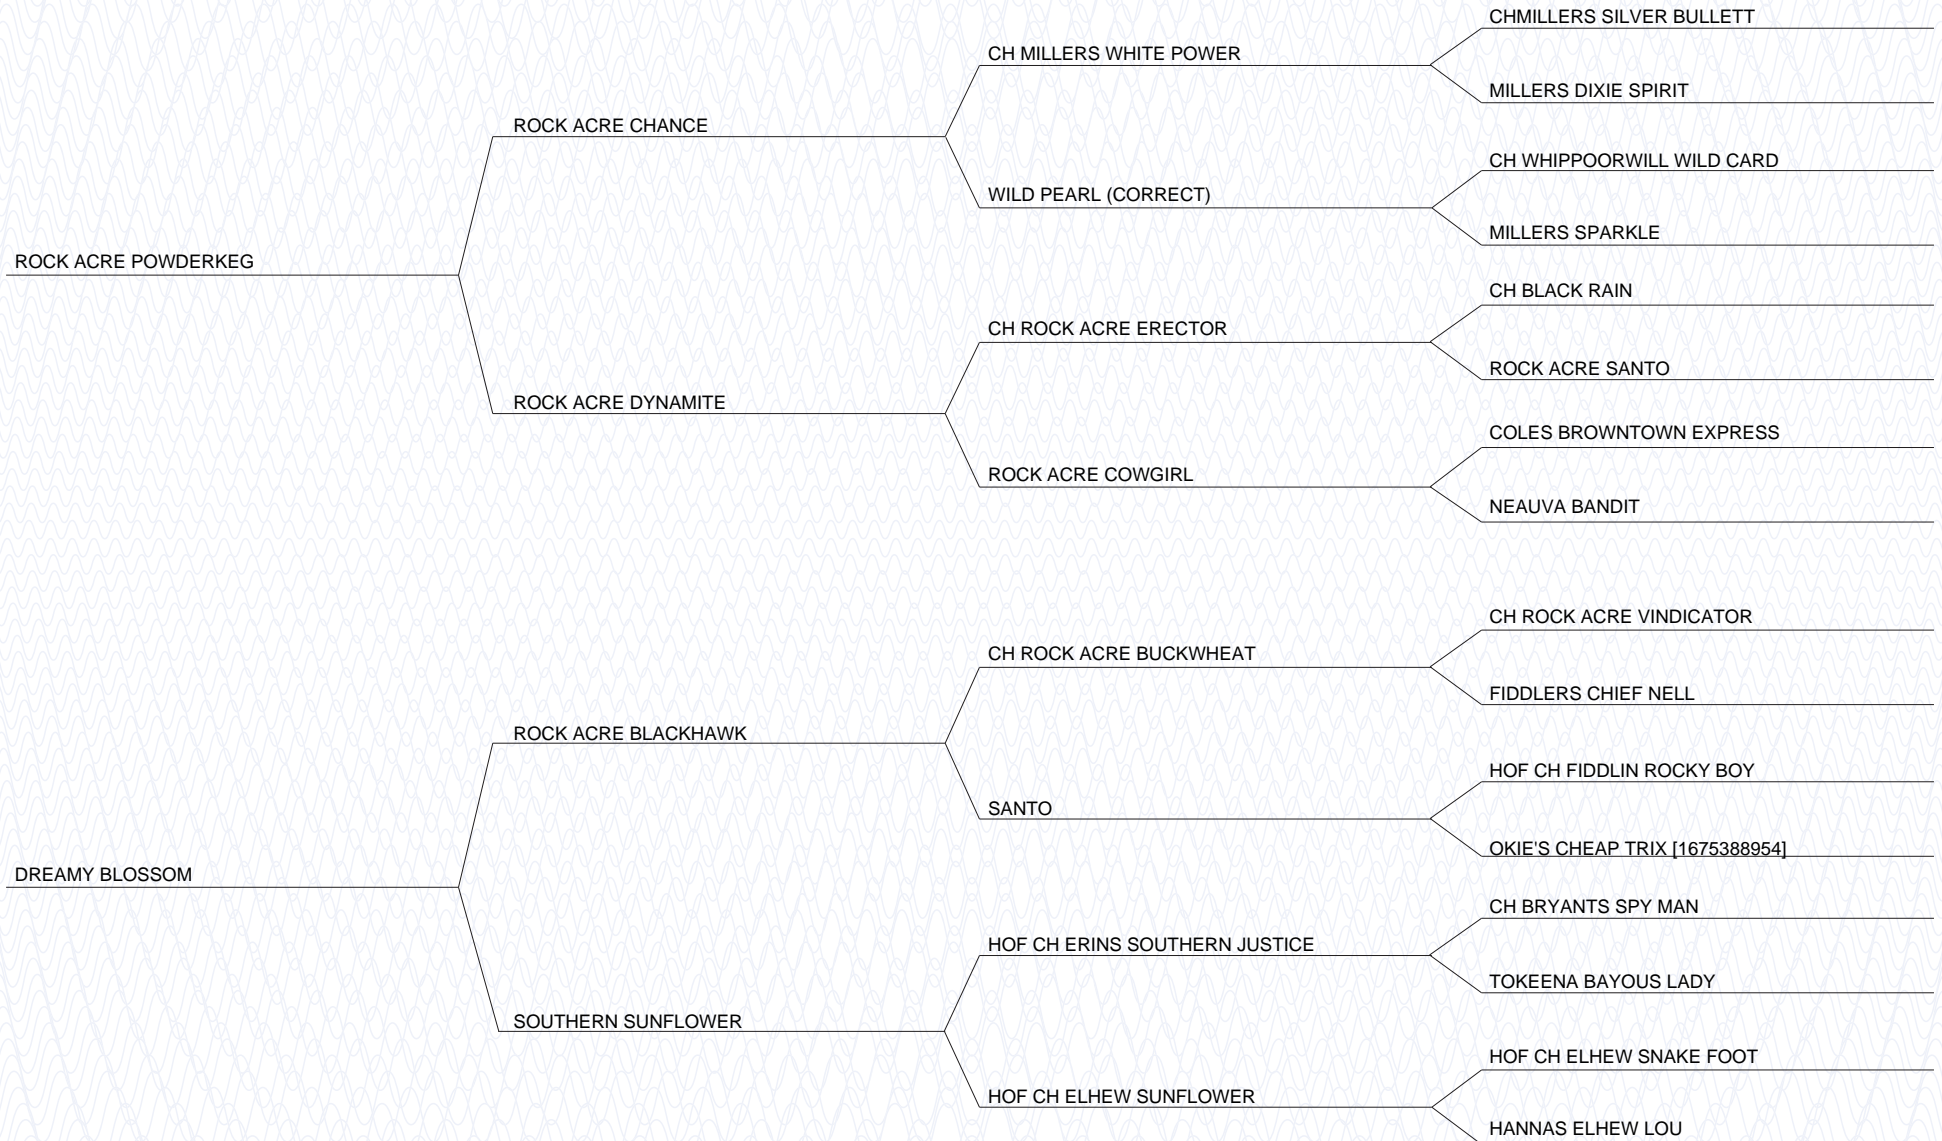 CHMILLERS SILVER BULLETT
CH MILLERS WHITE POWER
MILLERS DIXIE SPIRIT
ROCK ACRE CHANCE
CH WHIPPOORWILL WILD CARD
WILD PEARL (CORRECT)
MILLERS SPARKLE
ROCK ACRE POWDERKEG
CH BLACK RAIN
CH ROCK ACRE ERECTOR
ROCK ACRE SANTO
ROCK ACRE DYNAMITE
COLES BROWNTOWN EXPRESS
ROCK ACRE COWGIRL
NEAUVA BANDIT
CH ROCK ACRE VINDICATOR
CH ROCK ACRE BUCKWHEAT
FIDDLERS CHIEF NELL
ROCK ACRE BLACKHAWK
HOF CH FIDDLIN ROCKY BOY
SANTO
OKIE'S CHEAP TRIX [1675388954]
DREAMY BLOSSOM
CH BRYANTS SPY MAN
HOF CH ERINS SOUTHERN JUSTICE
TOKEENA BAYOUS LADY
SOUTHERN SUNFLOWER
HOF CH ELHEW SNAKE FOOT
HOF CH ELHEW SUNFLOWER
HANNAS ELHEW LOU